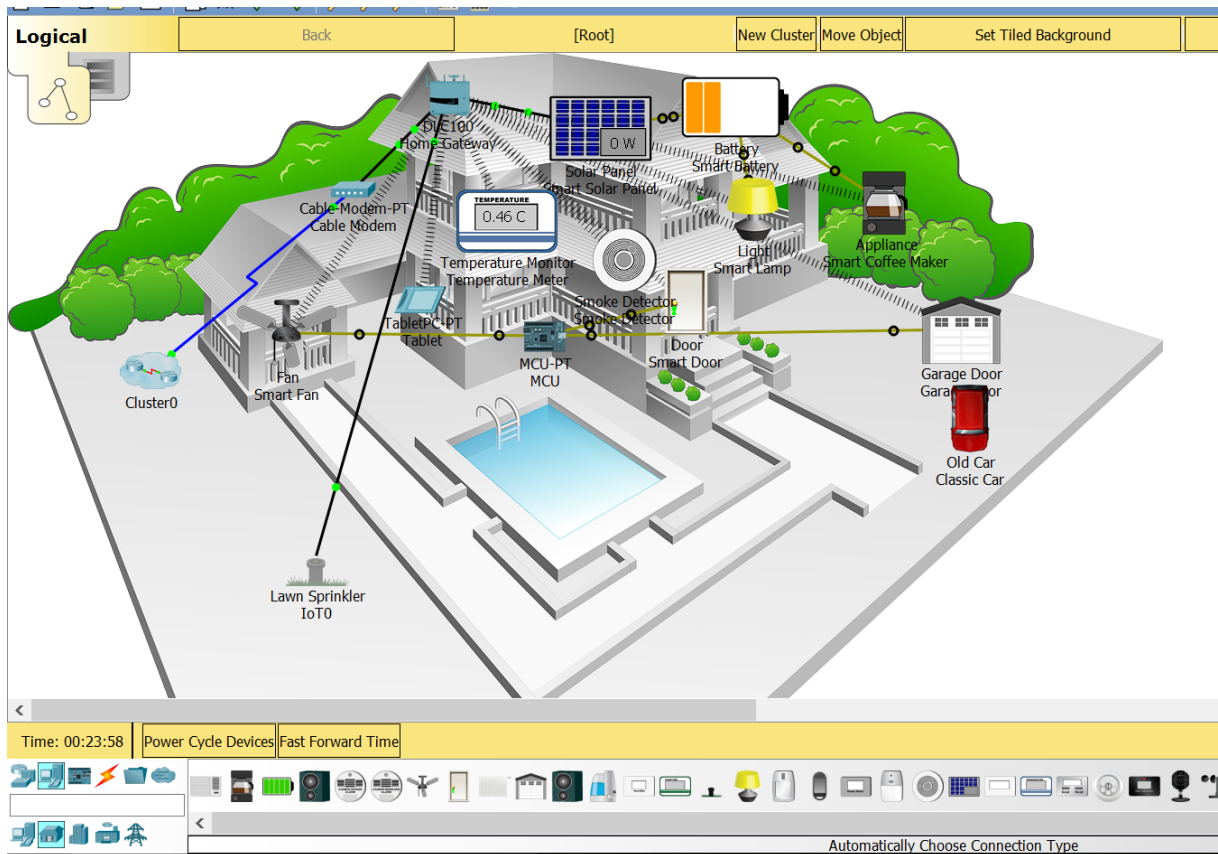 Logical
Back
[Root]
New Cluster
Move Object
Set Tiled Background
DLC100
Home Gateway
0 W
Solar Panel
Smart Solar Panel
Battery
Smart Battery
Cable-Modem-PT
Cable Modem
TEMPERATURE
0.46 C
Temperature Monitor
Temperature Meter
Light
Smart Lamp
Appliance
Smart Coffee Maker
Smoke Detector
Smoke Detector
TabletPC-PT
Tablet
MCU-PT
MCU
Door
Smart Door
Fan
Smart Fan
Cluster0
Garage Door
Old Car
Classic Car
Lawn Sprinkler
IoT0
Time: 00:23:58
Power Cycle Devices
Fast Forward Time
Automatically Choose Connection Type